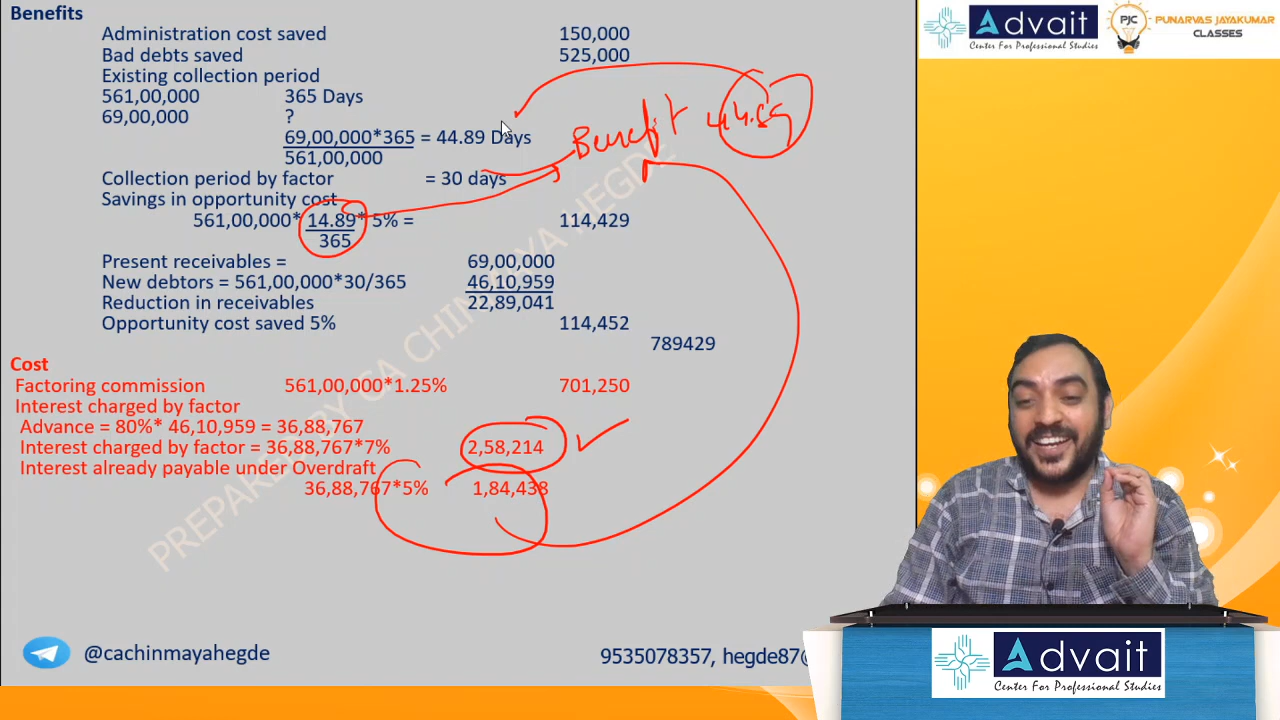 Benefits
Administration cost saved 150,000
Bad debts saved 525,000
Existing collection period
561,00,000 365 Days
69,00,000 ?
69,00,000*365 = 44.89 Days
561,00,000
Collection period by factor = 30 days
Savings in opportunity cost
561,00,000* 14.89* 5% = 114,429
365
Present receivables = 69,00,000
New debtors = 561,00,000*30/365 46,10,959
Reduction in receivables 22,89,041
Opportunity cost saved 5% 114,452
789429
Cost
Factoring commission 561,00,000*1.25% 701,250
Interest charged by factor
Advance = 80%* 46,10,959 = 36,88,767
Interest charged by factor = 36,88,767*7% 2,58,214
Interest already payable under Overdraft
36,88,767*5% 1,84,438
Benefit
PREPARED BY CA CHINMAYA HEGDE
@cachinmayahegde
9535078357, hegde87@
Advait
Center For Professional Studies
PJC
PUNARVAS JAYAKUMAR
CLASSES
Advait
Center For Professional Studies